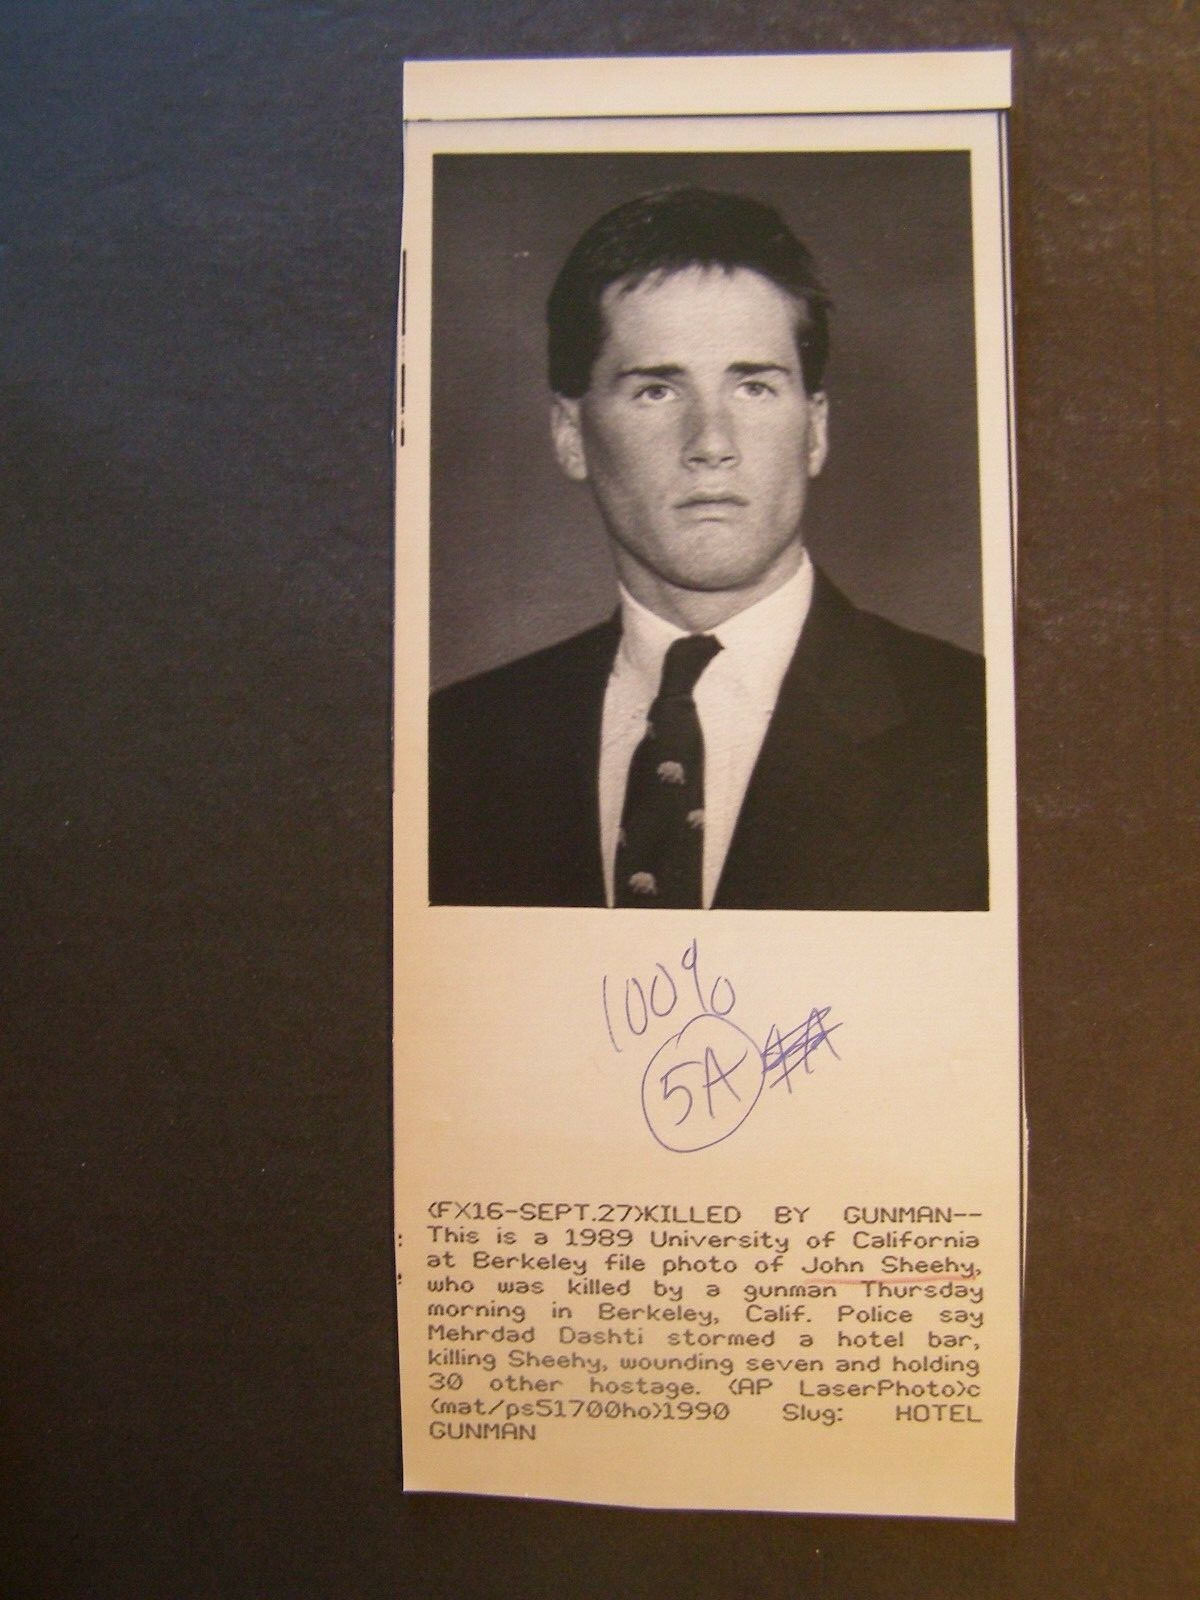 100%
5A
(FX16-SEPT.27)KILLED BY GUNMAN--
This is a 1989 University of California
at Berkeley file photo of John Sheehy,
who was killed by a gunman Thursday
morning in Berkeley, Calif. Police say
Mehrdad Dashti stormed a hotel bar,
killing Sheehy, wounding seven and holding
30 other hostage. (AP LaserPhoto)c
(mat/ps51700ho)1990 Slug: HOTEL
GUNMAN